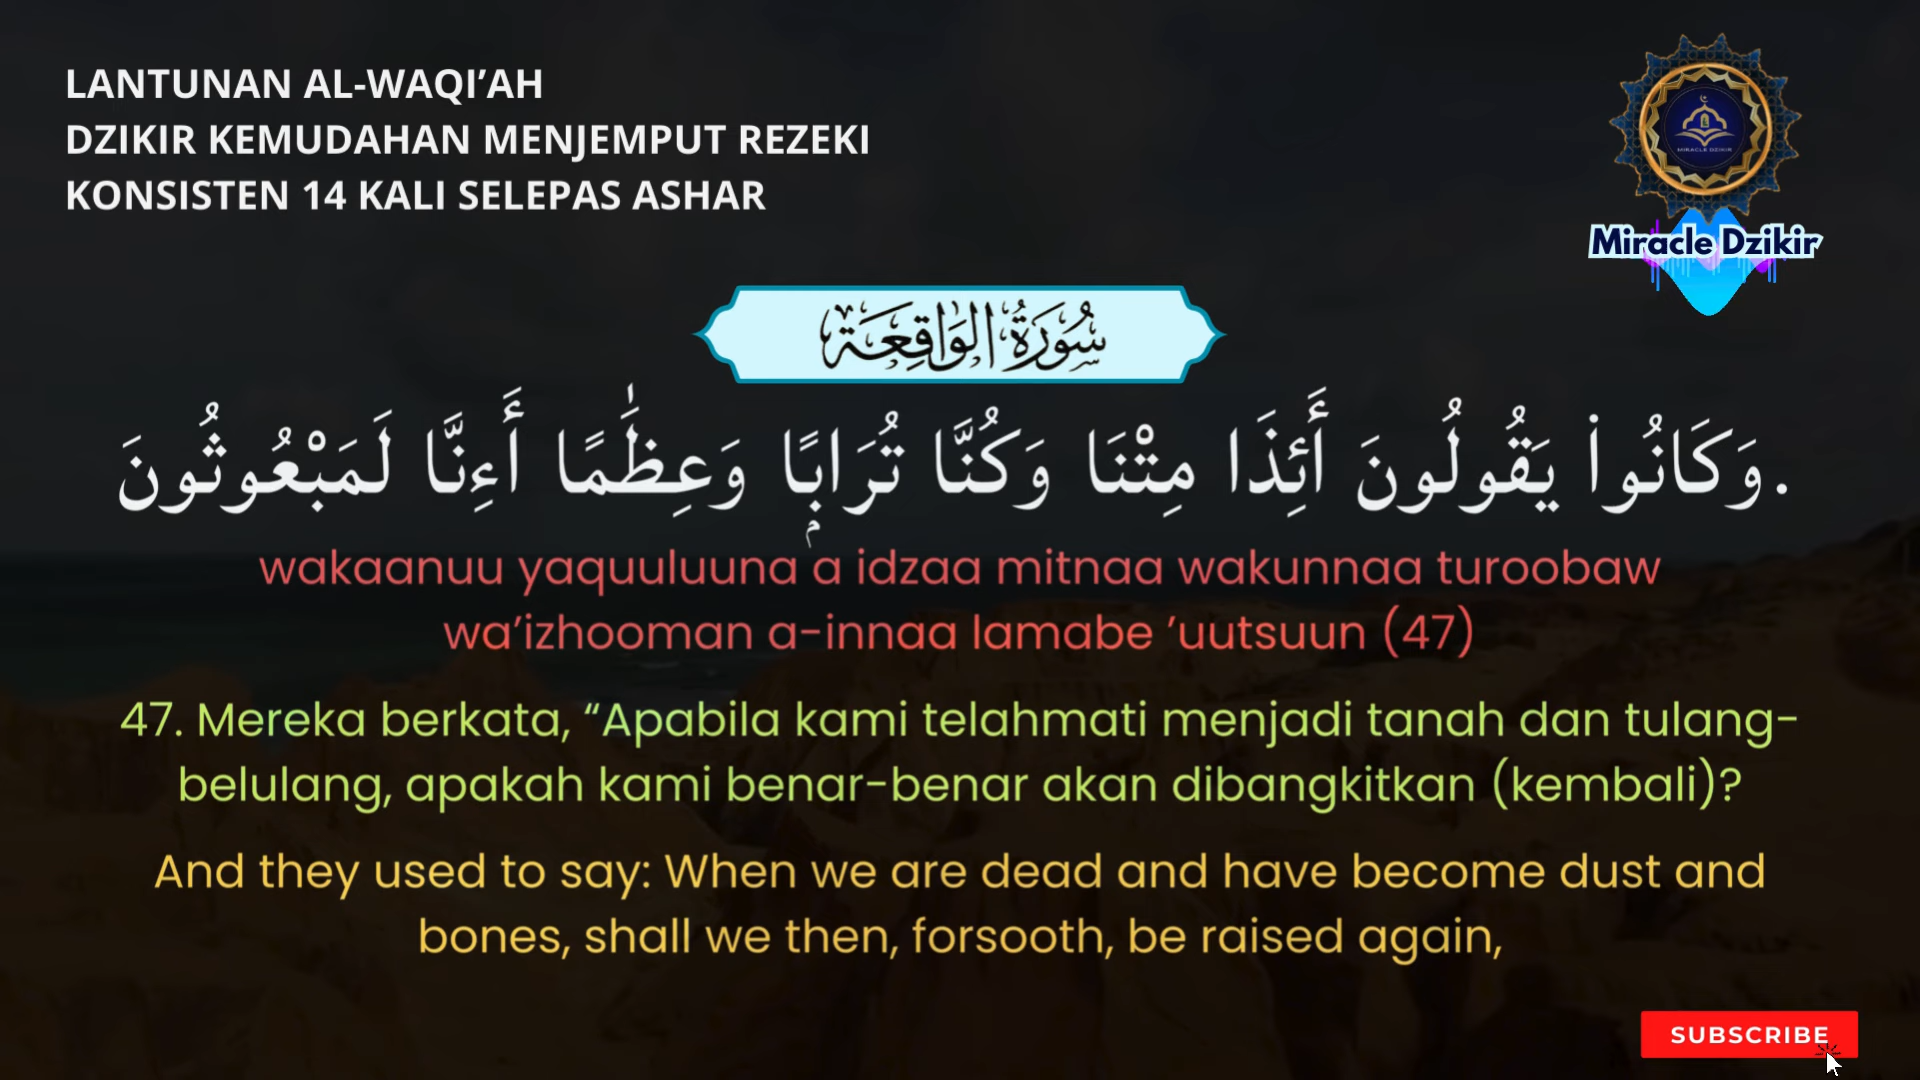 LANTUNAN AL-WAQI’AH
DZIKIR KEMUDAHAN MENJEMPUT REZEKI
KONSISTEN 14 KALI SELEPAS ASHAR
MIRACLE DZIKIR
Miracle Dzikir
سُورَةُ الوَاقِعَة
وَكَانُوا۟ يَقُولُونَ أَئِذَا مِتْنَا وَكُنَّا تُرَابًۭا وَعِظَٰمًا أَءِنَّا لَمَبْعُوثُونَ.
wakaanuu yaquuluuna a idzaa mitnaa wakunnaa turoobaw
wa’izhooman a-innaa lamabe ’uutsuun (47)
47. Mereka berkata, “Apabila kami telahmati menjadi tanah dan tulang-
belulang, apakah kami benar-benar akan dibangkitkan (kembali)?
And they used to say: When we are dead and have become dust and
bones, shall we then, forsooth, be raised again,
SUBSCRIBE